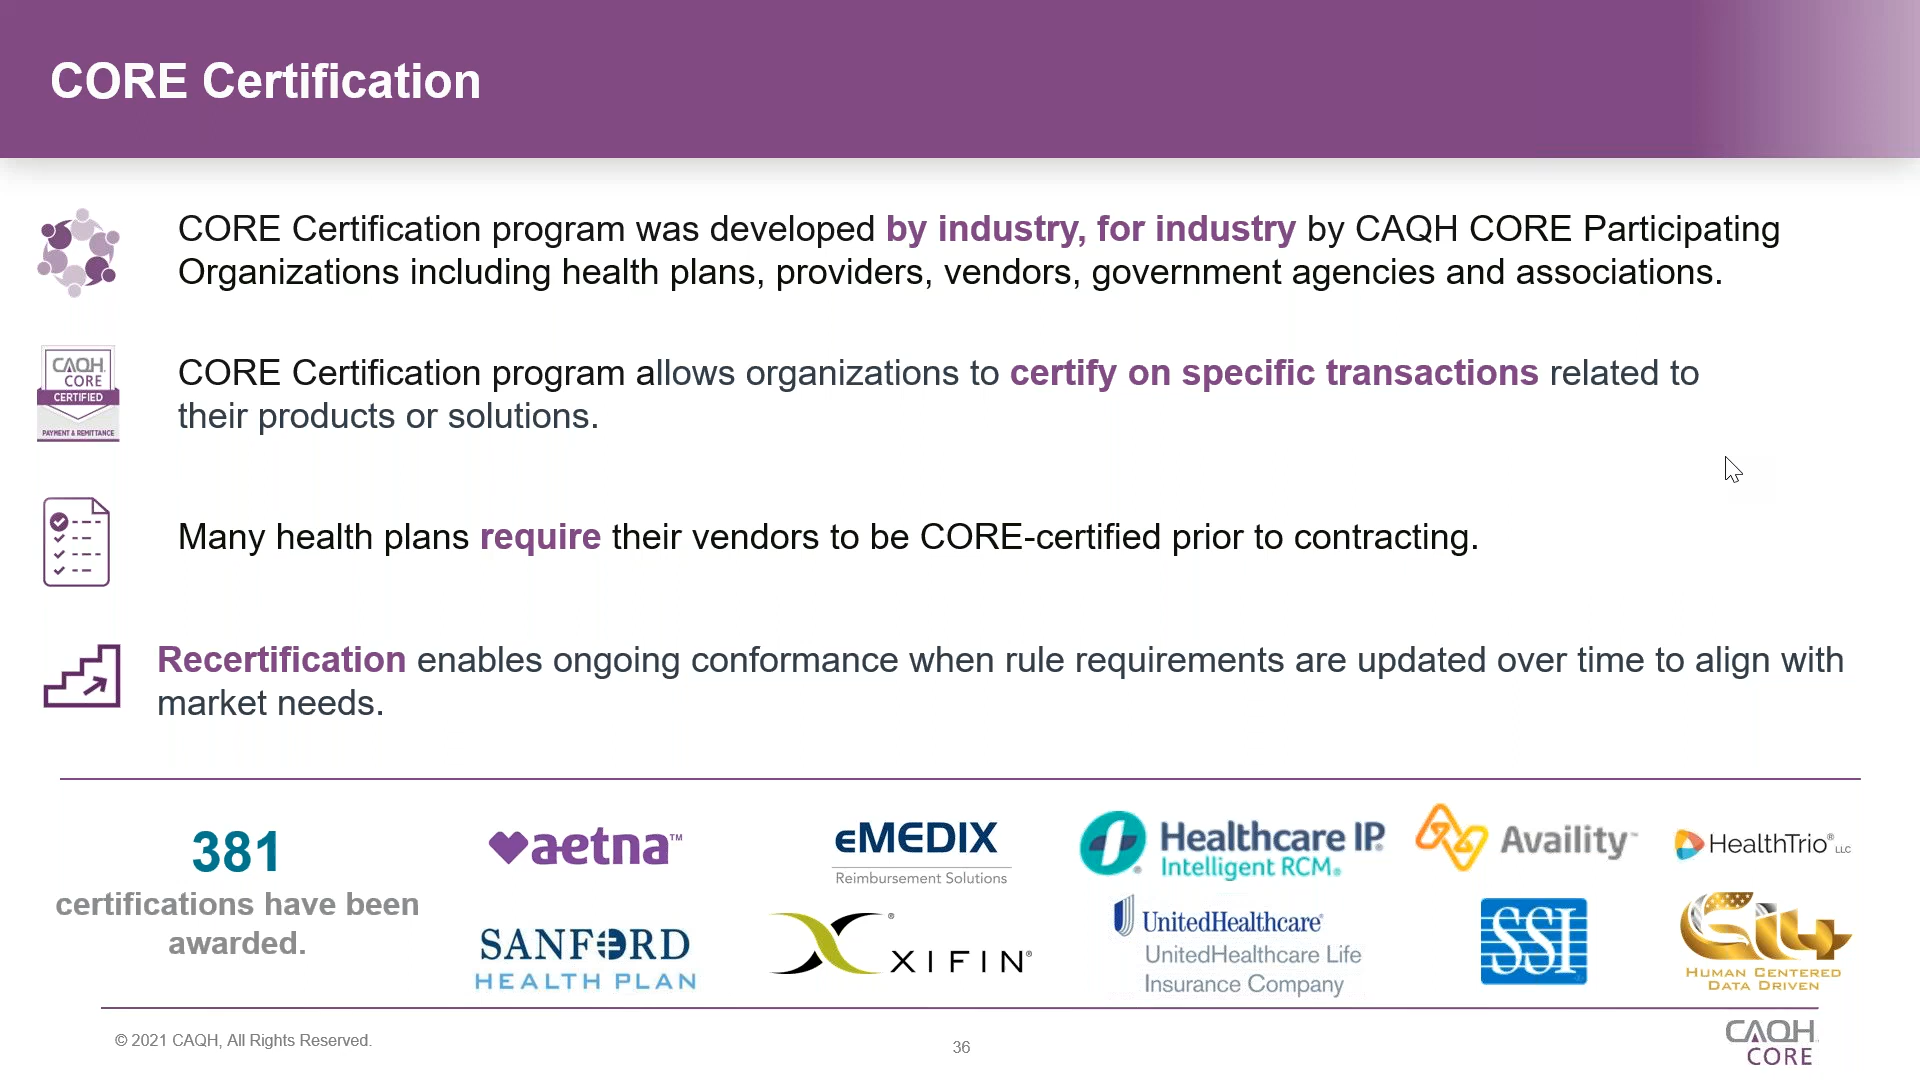 CORE Certification
CORE Certification program was developed by industry, for industry by CAQH CORE Participating
Organizations including health plans, providers, vendors, government agencies and associations.
CAQH
CORE
CERTIFIED
PAYMENT & REMITTANCE
CORE Certification program allows organizations to certify on specific transactions related to
their products or solutions.
Many health plans require their vendors to be CORE-certified prior to contracting.
Recertification enables ongoing conformance when rule requirements are updated over time to align with
market needs.
381
certifications have been
awarded.
aetna™
eMEDIX
Reimbursement Solutions
Healthcare IP®
Intelligent RCM®
Availity™
HealthTrio® LLC
SANFORD
HEALTH PLAN
XIFIN®
UnitedHealthcare®
UnitedHealthcare Life
Insurance Company
SSI
HUMAN CENTERED
DATA DRIVEN
© 2021 CAQH, All Rights Reserved.
36
CAQH
CORE